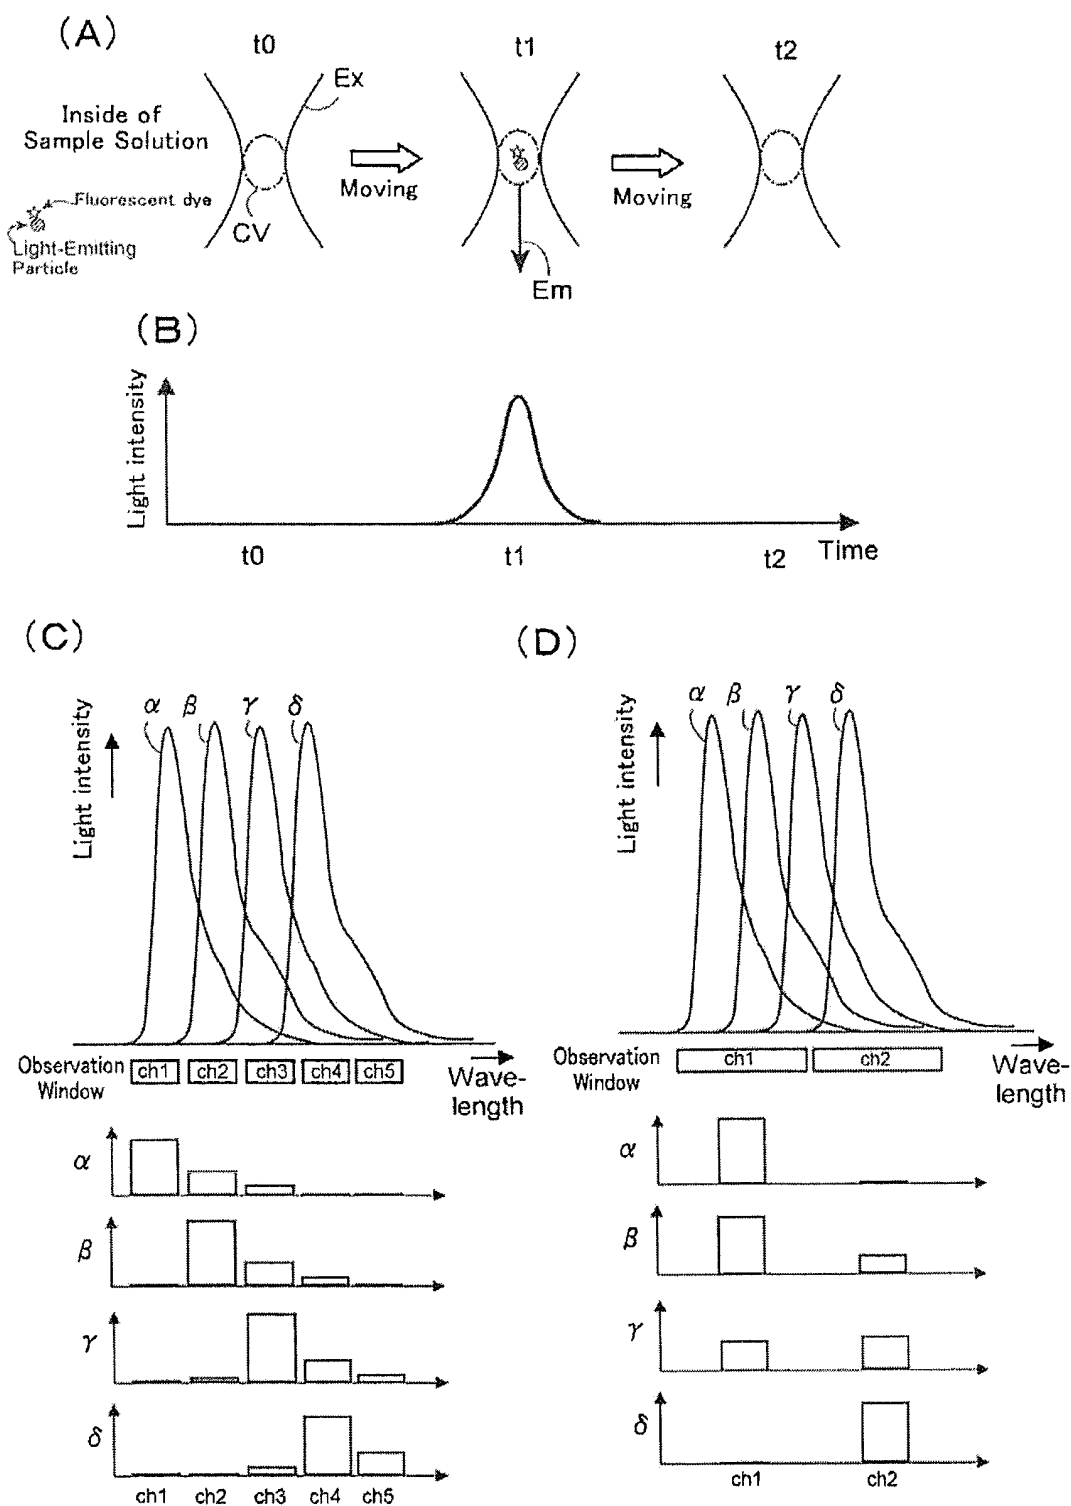 (A)
t0
t1
t2
Ex
Inside of
Sample Solution
Moving
Moving
Fluorescent dye
CV
Light-Emitting
Particle
Em
(B)
Light intensity
t0
t1
t2
Time
(C)
α
β
γ
δ
Light intensity
Observation
Window
ch1
ch2
ch3
ch4
ch5
Wave-
length
α
β
γ
δ
ch1
ch2
ch3
ch4
ch5
(D)
α
β
γ
δ
Light intensity
Observation
Window
ch1
ch2
Wave-
length
α
β
γ
δ
ch1
ch2